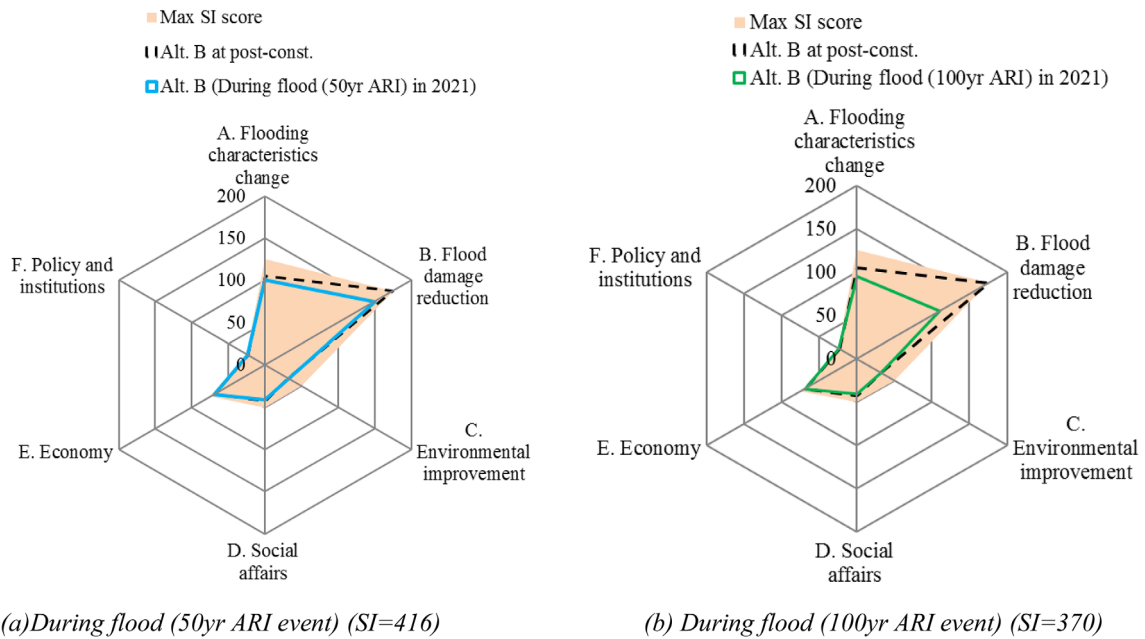 Max SI score
Alt. B at post-const.
Alt. B (During flood (50yr ARI) in 2021)
A. Flooding
characteristics
change
200
150
100
50
0
B. Flood
damage
reduction
C.
Environmental
improvement
D. Social
affairs
E. Economy
F. Policy and
institutions
(a)During flood (50yr ARI event) (SI=416)
Max SI score
Alt. B at post-const.
Alt. B (During flood (100yr ARI) in 2021)
A. Flooding
characteristics
change
200
150
100
50
0
B. Flood
damage
reduction
C.
Environmental
improvement
D. Social
affairs
E. Economy
F. Policy and
institutions
(b) During flood (100yr ARI event) (SI=370)